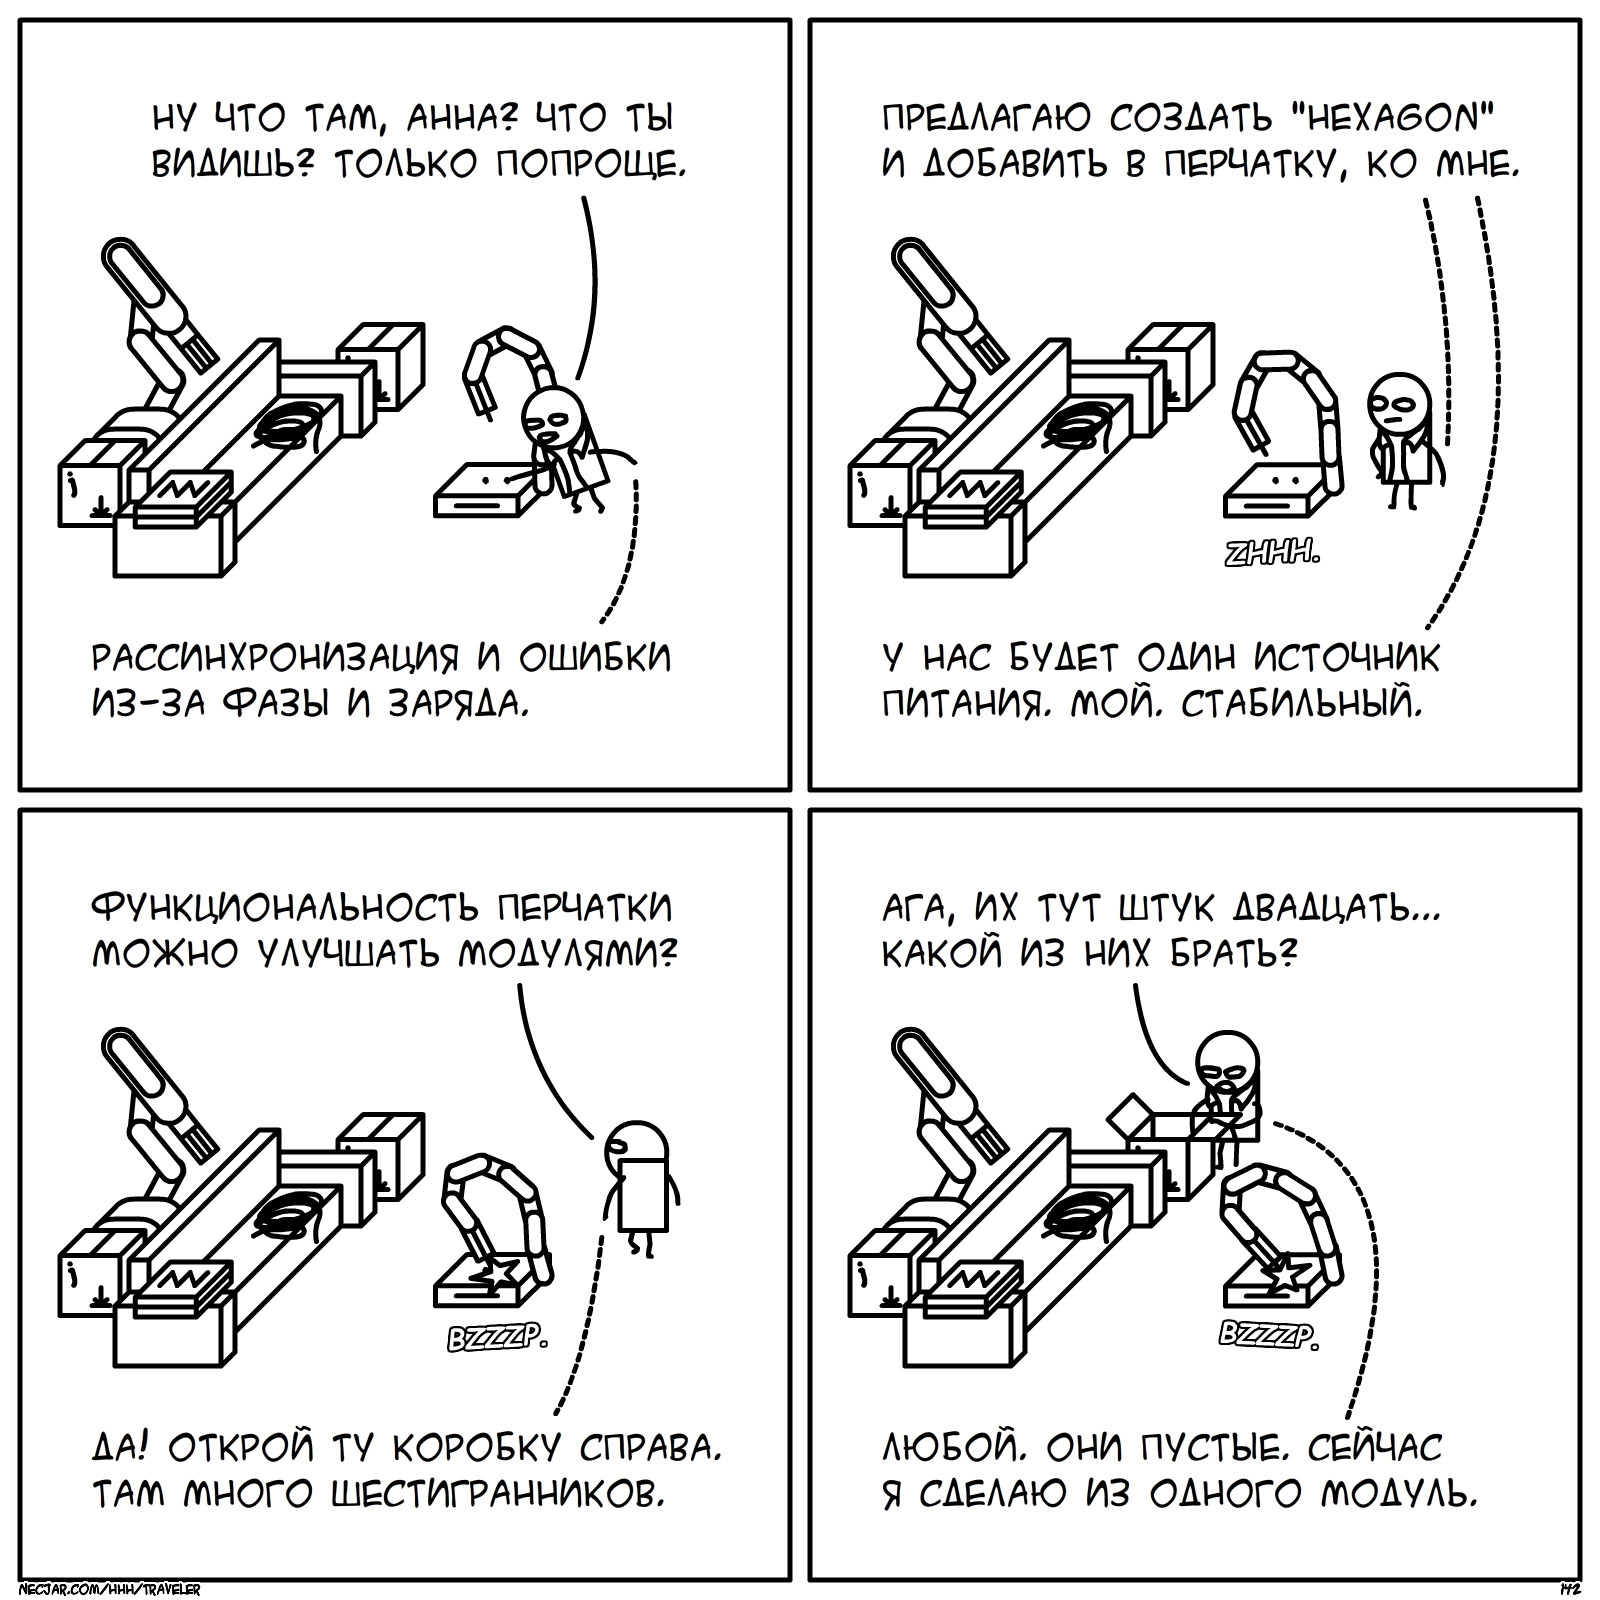 НУ ЧТО ТАМ, АННА? ЧТО ТЫ
ВИДИШЬ? ТОЛЬКО ПОПРОЩЕ.
РАССИНХРОНИЗАЦИЯ И ОШИБКИ
ИЗ-ЗА ФАЗЫ И ЗАРЯДА.
ПРЕДЛАГАЮ СОЗДАТЬ "HEXAGON"
И ДОБАВИТЬ В ПЕРЧАТКУ, КО МНЕ.
ZHHH.
У НАС БУДЕТ ОДИН ИСТОЧНИК
ПИТАНИЯ. МОЙ. СТАБИЛЬНЫЙ.
ФУНКЦИОНАЛЬНОСТЬ ПЕРЧАТКИ
МОЖНО УЛУЧШАТЬ МОДУЛЯМИ?
BZZZP.
ДА! ОТКРОЙ ТУ КОРОБКУ СПРАВА.
ТАМ МНОГО ШЕСТИГРАННИКОВ.
АГА, ИХ ТУТ ШТУК ДВАДЦАТЬ...
КАКОЙ ИЗ НИХ БРАТЬ?
BZZZP.
ЛЮБОЙ. ОНИ ПУСТЫЕ. СЕЙЧАС
Я СДЕЛАЮ ИЗ ОДНОГО МОДУЛЬ.
NECJAR.COM/HHH/TRAVELER
142